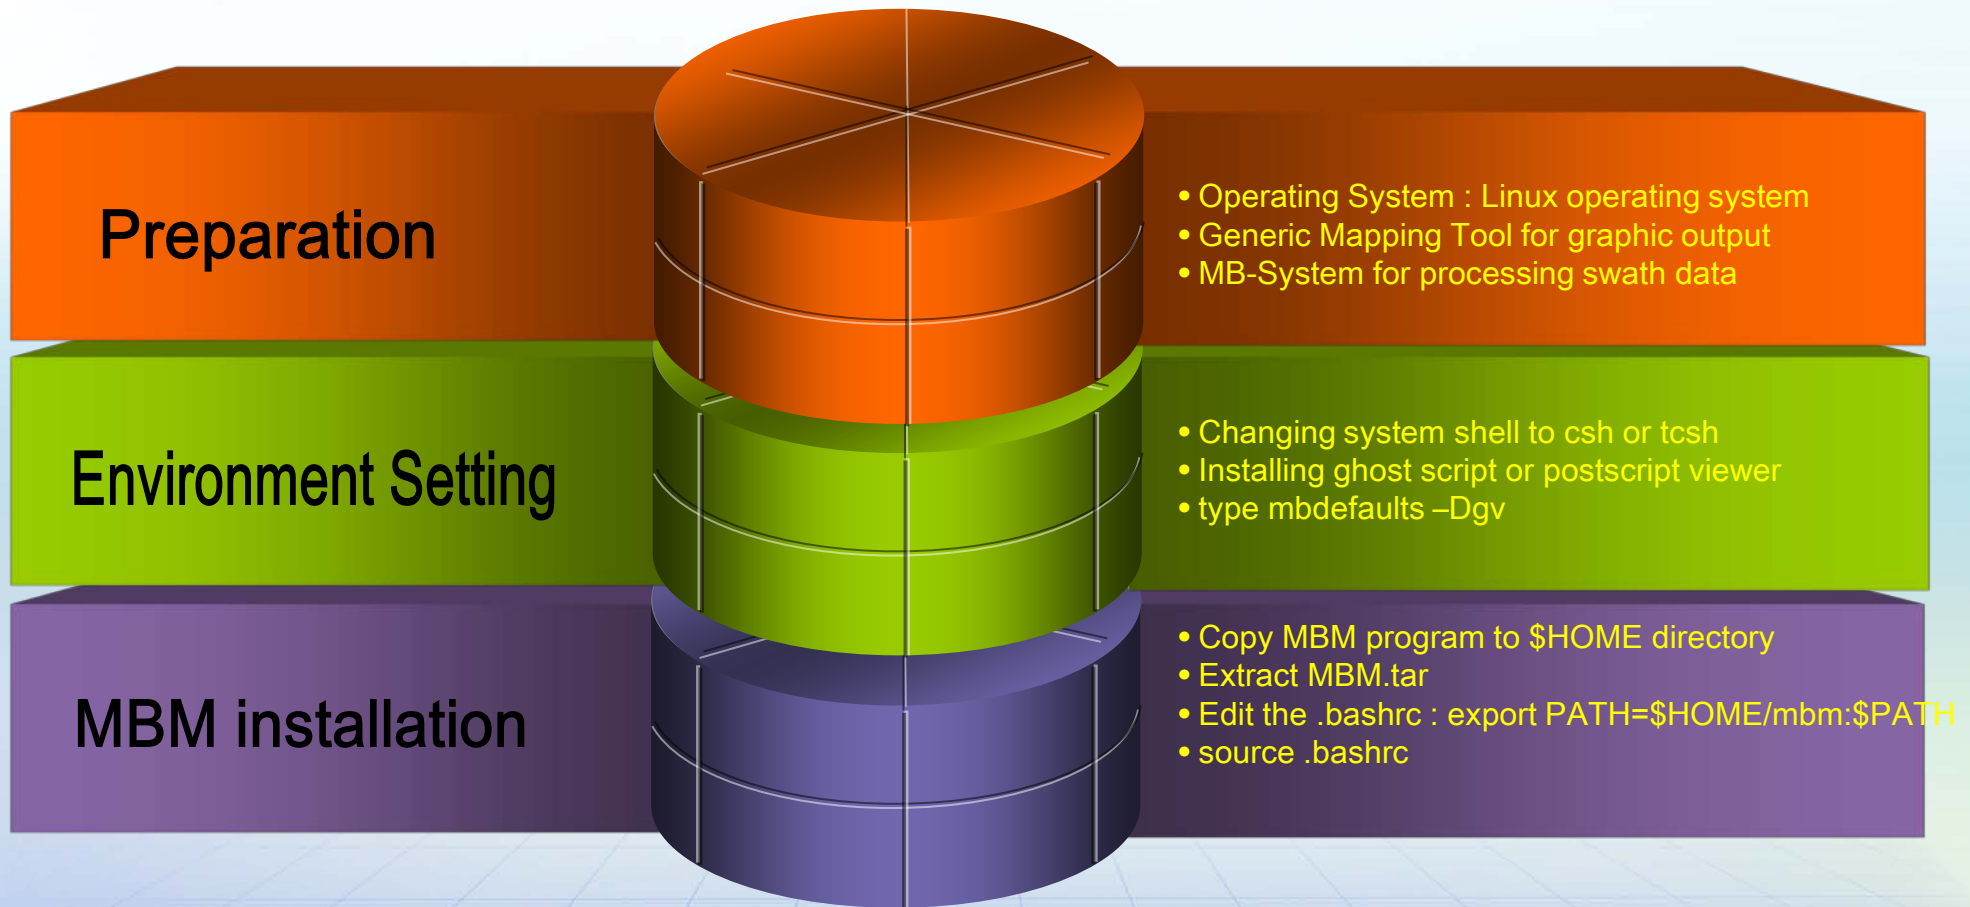 Preparation
• Operating System : Linux operating system
• Generic Mapping Tool for graphic output
• MB-System for processing swath data
Environment Setting
• Changing system shell to csh or tcsh
• Installing ghost script or postscript viewer
• type mbdefaults –Dgv
MBM installation
• Copy MBM program to $HOME directory
• Extract MBM.tar
• Edit the .bashrc : export PATH=$HOME/mbm:$PATH
• source .bashrc